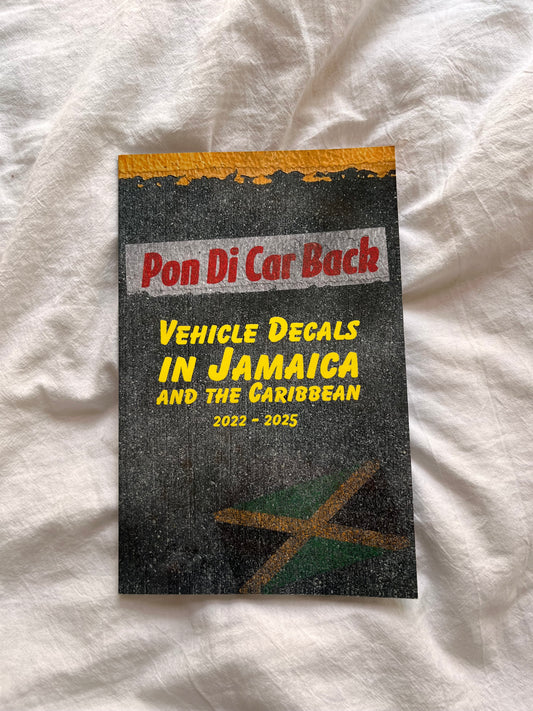 Pon Di Car Back
VEHICLE DECALS
IN JAMAICA
AND THE CARIBBEAN
2022 - 2025